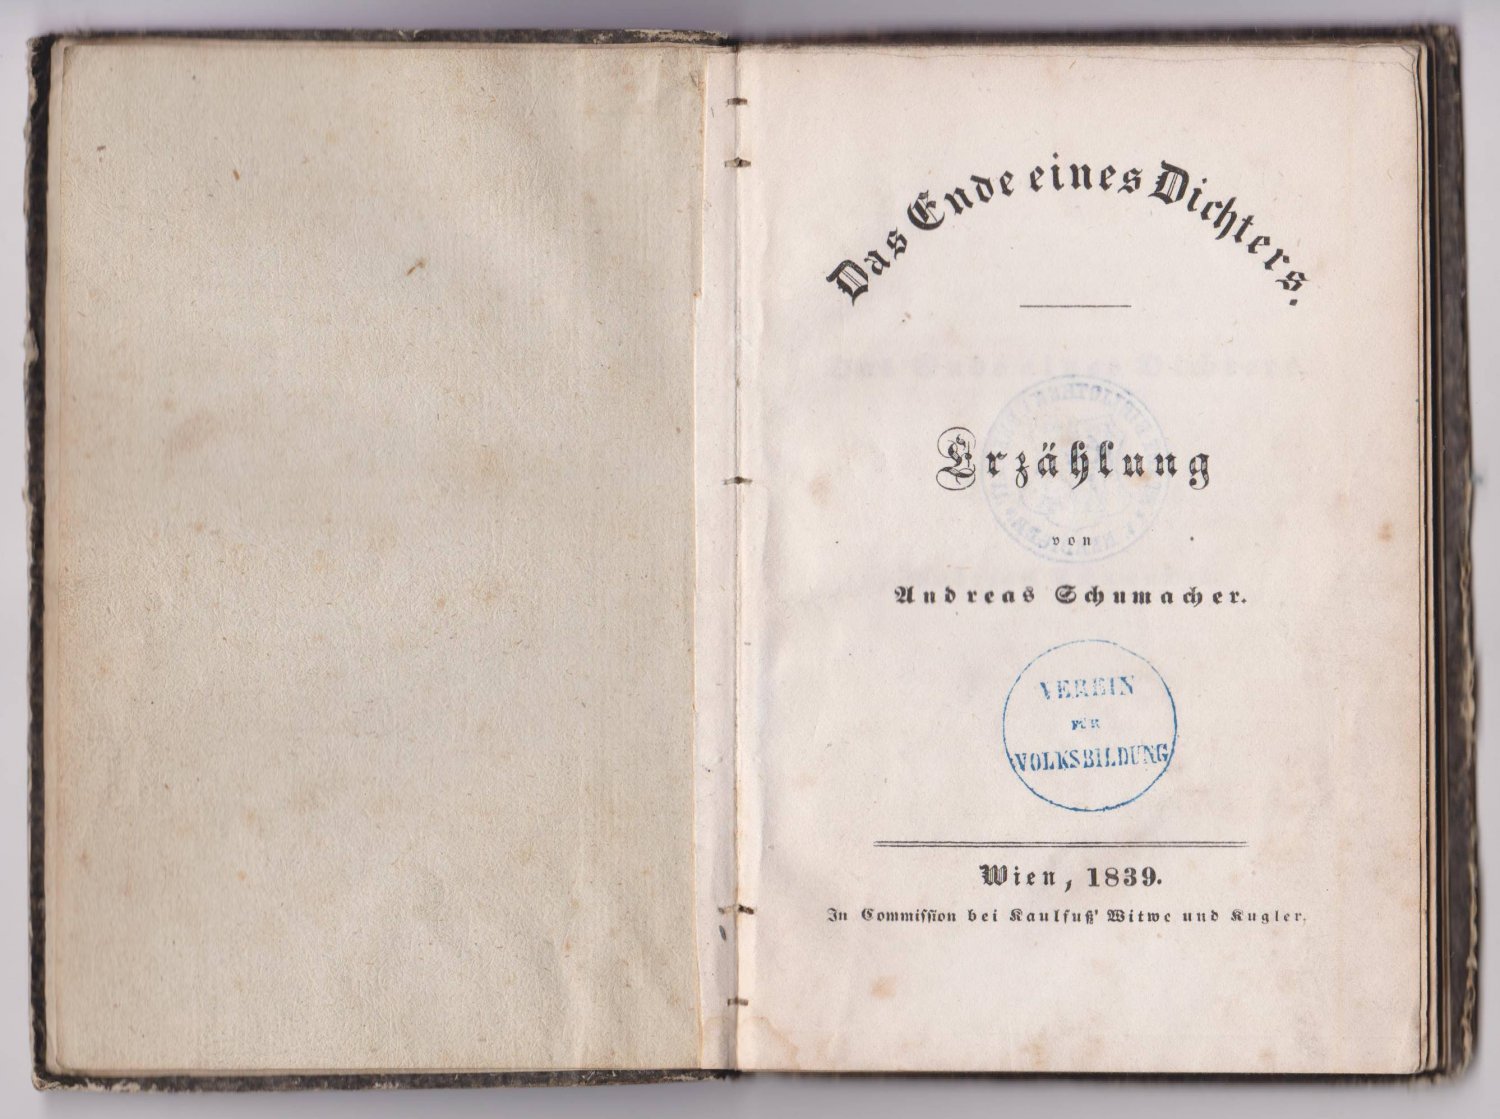 Das Ende eines Dichters.
Erzählung
von
Andreas Schumacher.
VEREIN
FÜR
VOLKSBILDUNG
Wien, 1839.
In Commiſſion bei Kaulfuß' Witwe und Kugler.